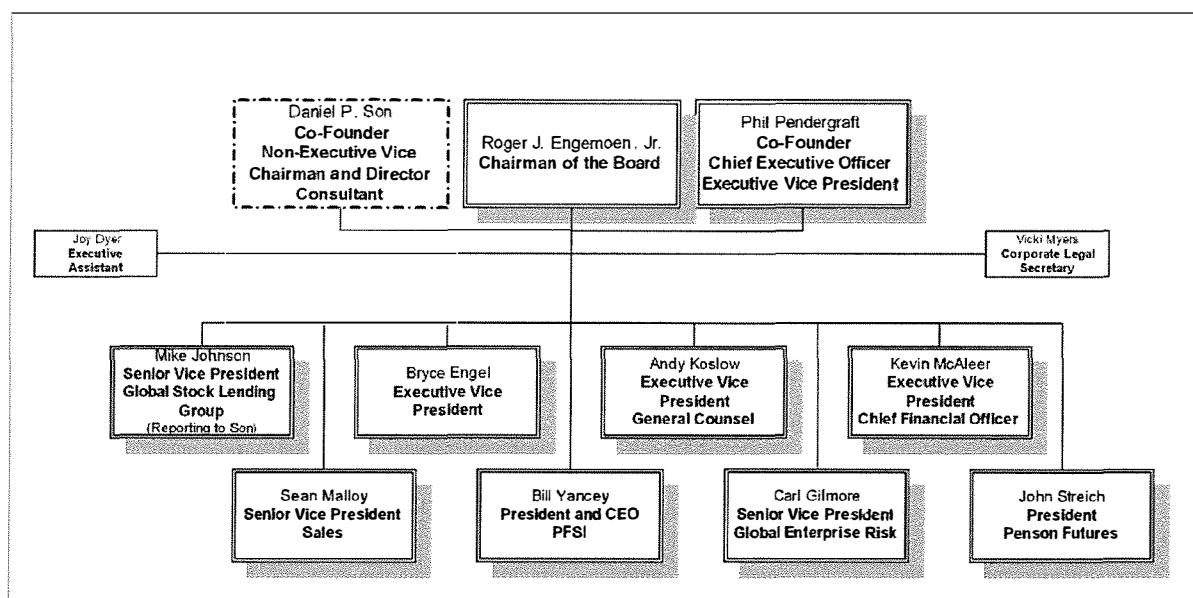 Daniel P. Son
Co-Founder
Non-Executive Vice
Chairman and Director
Consultant
Roger J. Engemoen, Jr.
Chairman of the Board
Phil Pendergraft
Co-Founder
Chief Executive Officer
Executive Vice President
Joy Dyer
Executive
Assistant
Vicki Myers
Corporate Legal
Secretary
Mike Johnson
Senior Vice President
Global Stock Lending
Group
(Reporting to Son)
Bryce Engel
Executive Vice
President
Andy Koslow
Executive Vice
President
General Counsel
Kevin McAleer
Executive Vice
President
Chief Financial Officer
Sean Malloy
Senior Vice President
Sales
Bill Yancey
President and CEO
PFSI
Carl Gilmore
Senior Vice President
Global Enterprise Risk
John Streich
President
Penson Futures